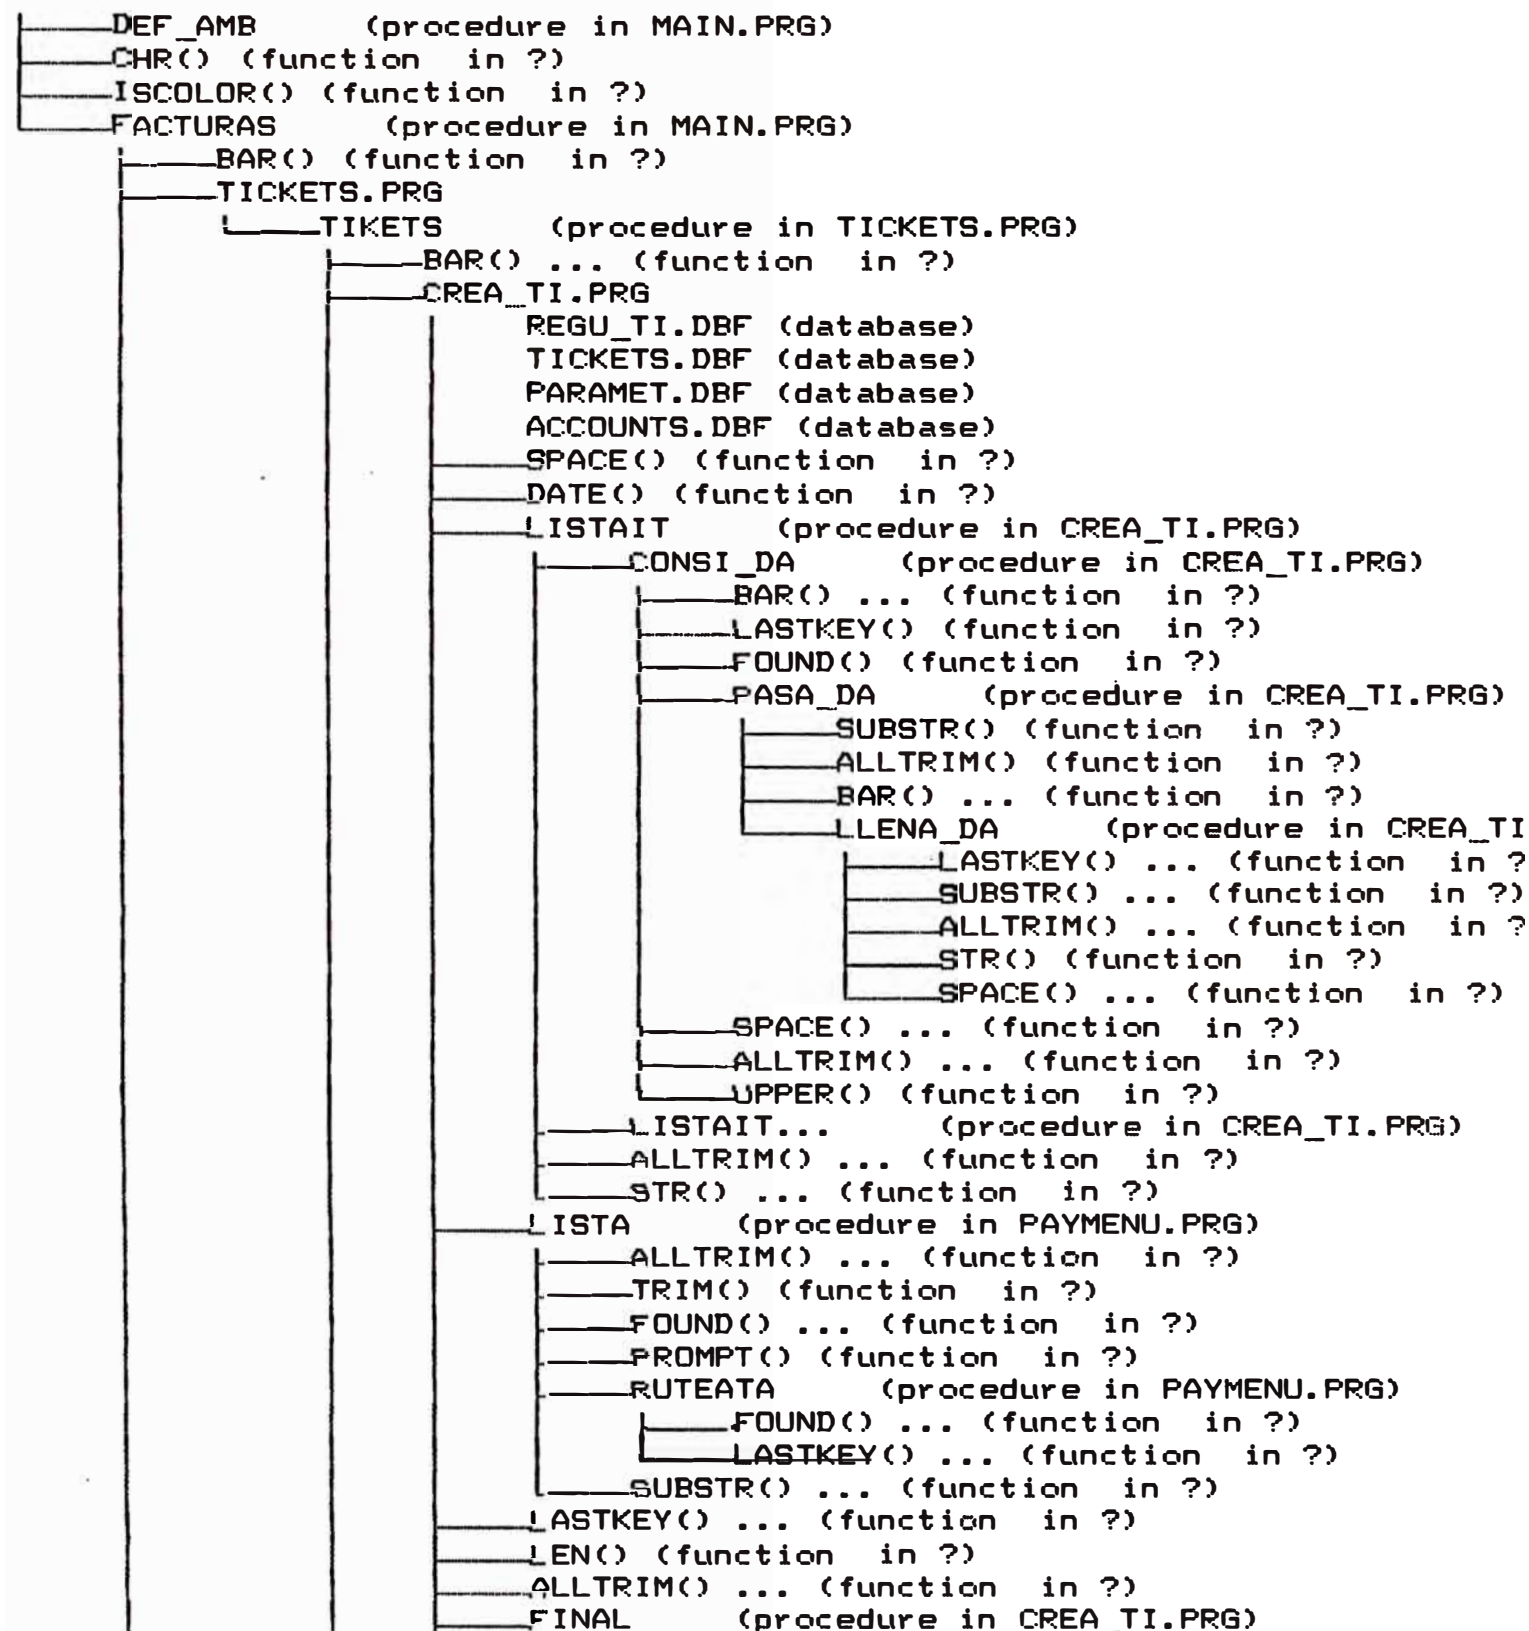 DEF_AMB (procedure in MAIN.PRG)
CHR() (function in ?)
ISCOLOR() (function in ?)
FACTURAS (procedure in MAIN.PRG)
BAR() (function in ?)
TICKETS.PRG
TIKETS (procedure in TICKETS.PRG)
BAR() ... (function in ?)
CREA_TI.PRG
REGU_TI.DBF (database)
TICKETS.DBF (database)
PARAMET.DBF (database)
ACCOUNTS.DBF (database)
SPACE() (function in ?)
DATE() (function in ?)
LISTAIT (procedure in CREA_TI.PRG)
CONSI_DA (procedure in CREA_TI.PRG)
BAR() ... (function in ?)
LASTKEY() (function in ?)
FOUND() (function in ?)
PASA_DA (procedure in CREA_TI.PRG)
SUBSTR() (function in ?)
ALLTRIM() (function in ?)
BAR() ... (function in ?)
LLENA_DA (procedure in CREA_TI
LASTKEY() ... (function in ?
SUBSTR() ... (function in ?)
ALLTRIM() ... (function in ?
STR() (function in ?)
SPACE() ... (function in ?)
SPACE() ... (function in ?)
ALLTRIM() ... (function in ?)
UPPER() (function in ?)
LISTAIT... (procedure in CREA_TI.PRG)
ALLTRIM() ... (function in ?)
STR() ... (function in ?)
LISTA (procedure in PAYMENU.PRG)
ALLTRIM() ... (function in ?)
TRIM() (function in ?)
FOUND() ... (function in ?)
PROMPT() (function in ?)
RUTEATA (procedure in PAYMENU.PRG)
FOUND() ... (function in ?)
LASTKEY() ... (function in ?)
SUBSTR() ... (function in ?)
LASTKEY() ... (function in ?)
LEN() (function in ?)
ALLTRIM() ... (function in ?)
FINAL (procedure in CREA_TI.PRG)